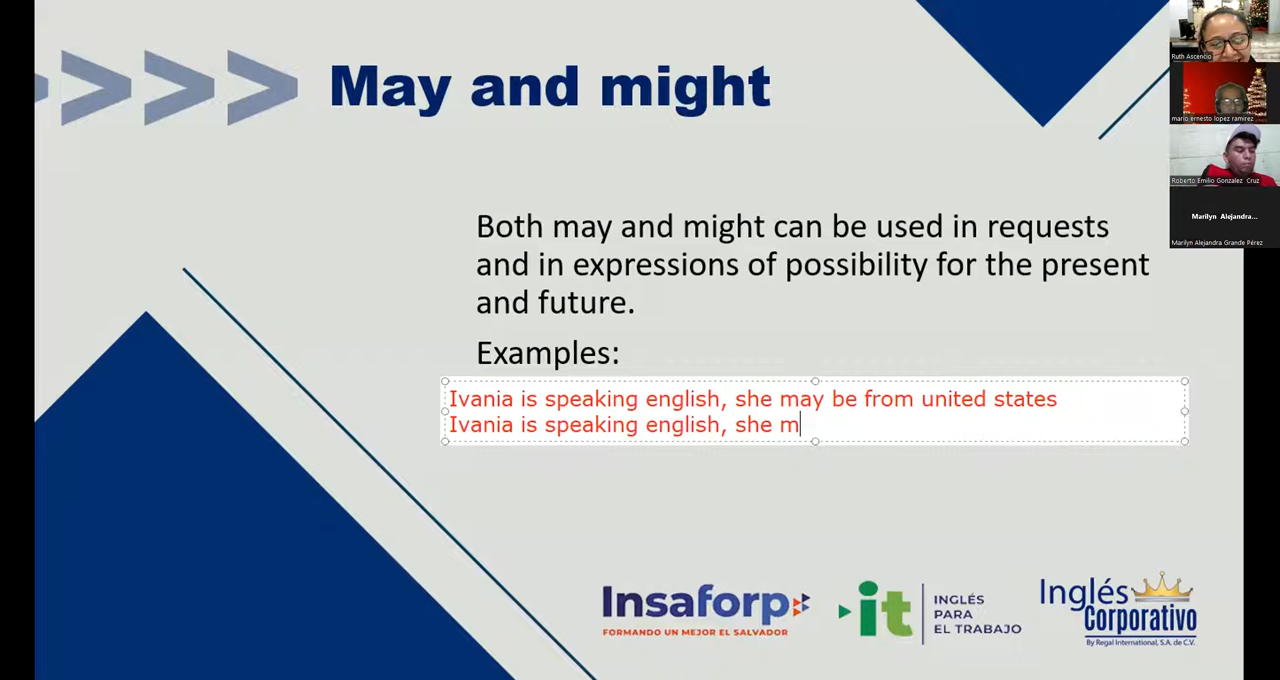 May and might
Both may and might can be used in requests
and in expressions of possibility for the present
and future.
Examples:
Ivania is speaking english, she may be from united states
Ivania is speaking english, she m
Insaforp
FORMANDO UN MEJOR EL SALVADOR
it
INGLÉS
PARA
EL TRABAJO
Inglés
Corporativo
By Regal International, S.A. de C.V.
Ruth Ascencio
mario ernesto lopez ramirez
Roberto Emilio Gonzalez Cruz
Marilyn Alejandra...
Marilyn Alejandra Grande Pérez